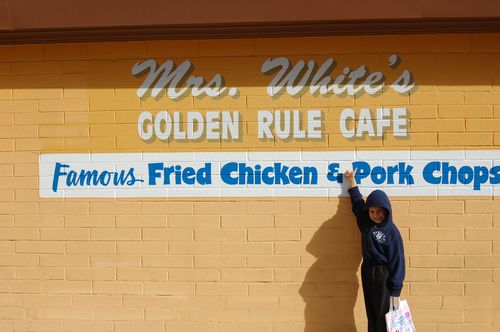 Mrs. White's
GOLDEN RULE CAFE
Famous Fried Chicken & Pork Chops